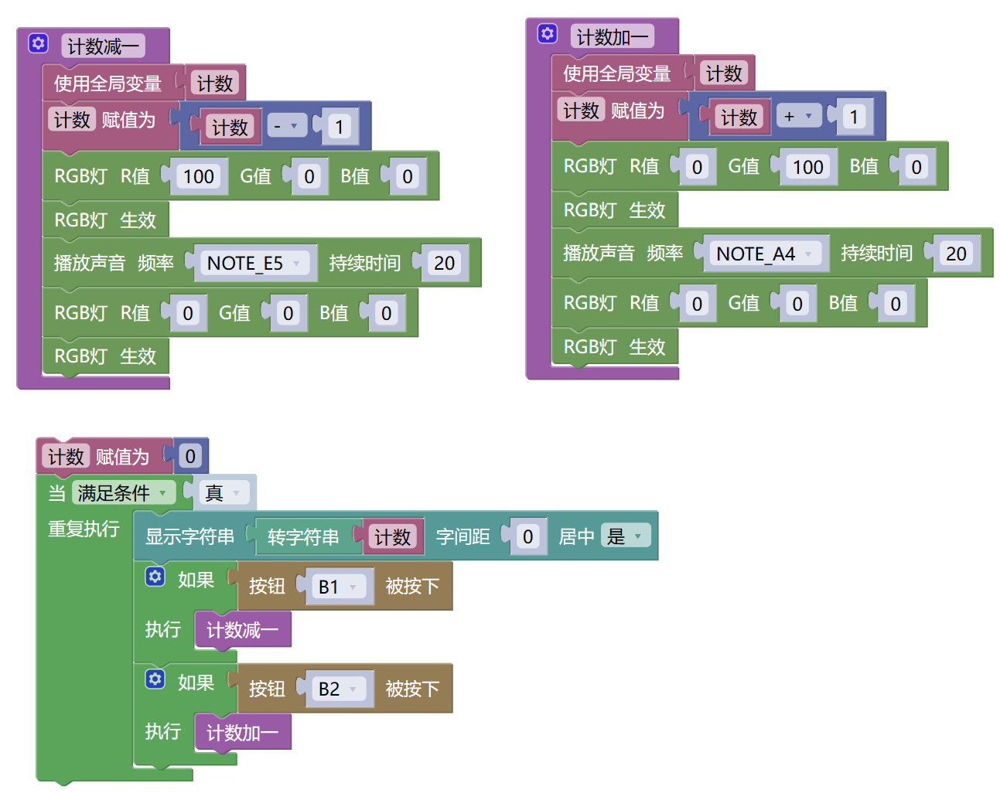 计数减一
使用全局变量 计数
计数 赋值为 计数 - 1
RGB灯 R值 100 G值 0 B值 0
RGB灯 生效
播放声音 频率 NOTE_E5 持续时间 20
RGB灯 R值 0 G值 0 B值 0
RGB灯 生效
计数加一
使用全局变量 计数
计数 赋值为 计数 + 1
RGB灯 R值 0 G值 100 B值 0
RGB灯 生效
播放声音 频率 NOTE_A4 持续时间 20
RGB灯 R值 0 G值 0 B值 0
RGB灯 生效
计数 赋值为 0
当 满足条件 真
重复执行
显示字符串 转字符串 计数 字间距 0 居中 是
如果 按钮 B1 被按下
执行 计数减一
如果 按钮 B2 被按下
执行 计数加一